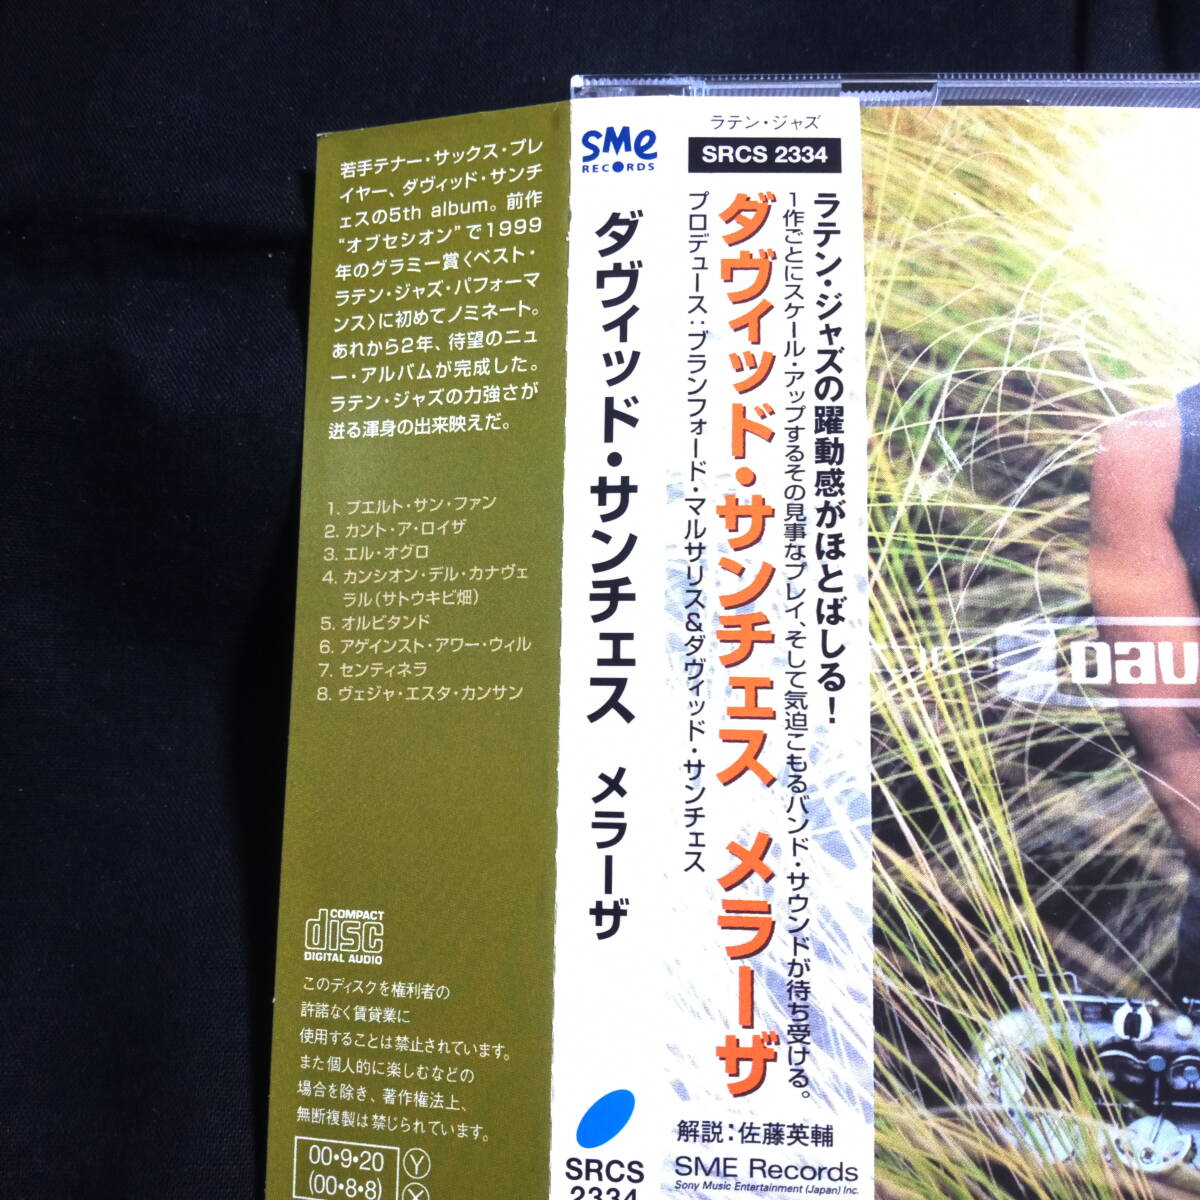 若手テナー・サックス・プレ
イヤー、ダヴィッド・サンチ
ェスの5th album。前作
“オブセシオン”で1999
年のグラミー賞〈ベスト・
ラテン・ジャズ・パフォーマ
ンス〉に初めてノミネート。
あれから2年、待望のニュ
ー・アルバムが完成した。
ラテン・ジャズの力強さが
迸る渾身の出来映えだ。
1. プエルト・サン・ファン
2. カント・ア・ロイザ
3. エル・オグロ
4. カンシオン・デル・カナヴェ
ラル(サトウキビ畑)
5. オルビタンド
6. アゲインスト・アワー・ウィル
7. センティネラ
8. ヴェジャ・エスタ・カンサン
COMPACT
disc
DIGITAL AUDIO
このディスクを権利者の
許諾なく賃貸業に
使用することは禁止されています。
また個人的に楽しむなどの
場合を除き、著作権法上、
無断複製は禁じられています。
00•9•20
(00•8•8)
Y
X
sme
RECORDS
ダヴィッド・サンチェス メラーザ
SRCS
2334
ラテン・ジャズ
SRCS 2334
ラテン・ジャズの躍動感がほとばしる!
1作ごとにスケール・アップするその見事なプレイ、そして気迫こもるバンド・サウンドが待ち受ける。
ダヴィッド・サンチェス メラーザ
プロデュース:ブランフォード・マルサリス&ダヴィッド・サンチェス
解説:佐藤英輔
SME Records
Sony Music Entertainment (Japan) Inc.
DAV